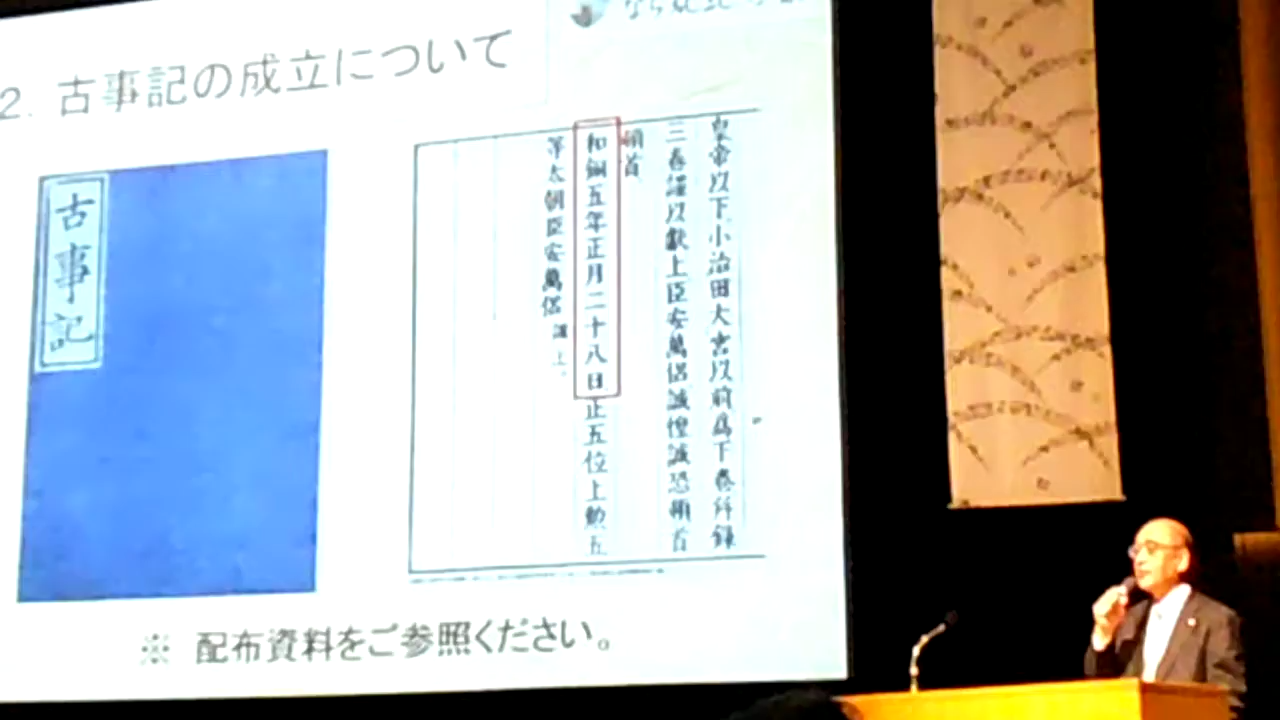 2. 古事記の成立について
古事記
皇帝以下小治田大宮以前為下巻并録
三巻謹以獻上臣安萬侶誠惶誠恐頓首
頓首
和銅五年正月二十八日正五位上勲五
等太朝臣安萬侶謹上
※ 配布資料をご参照ください。